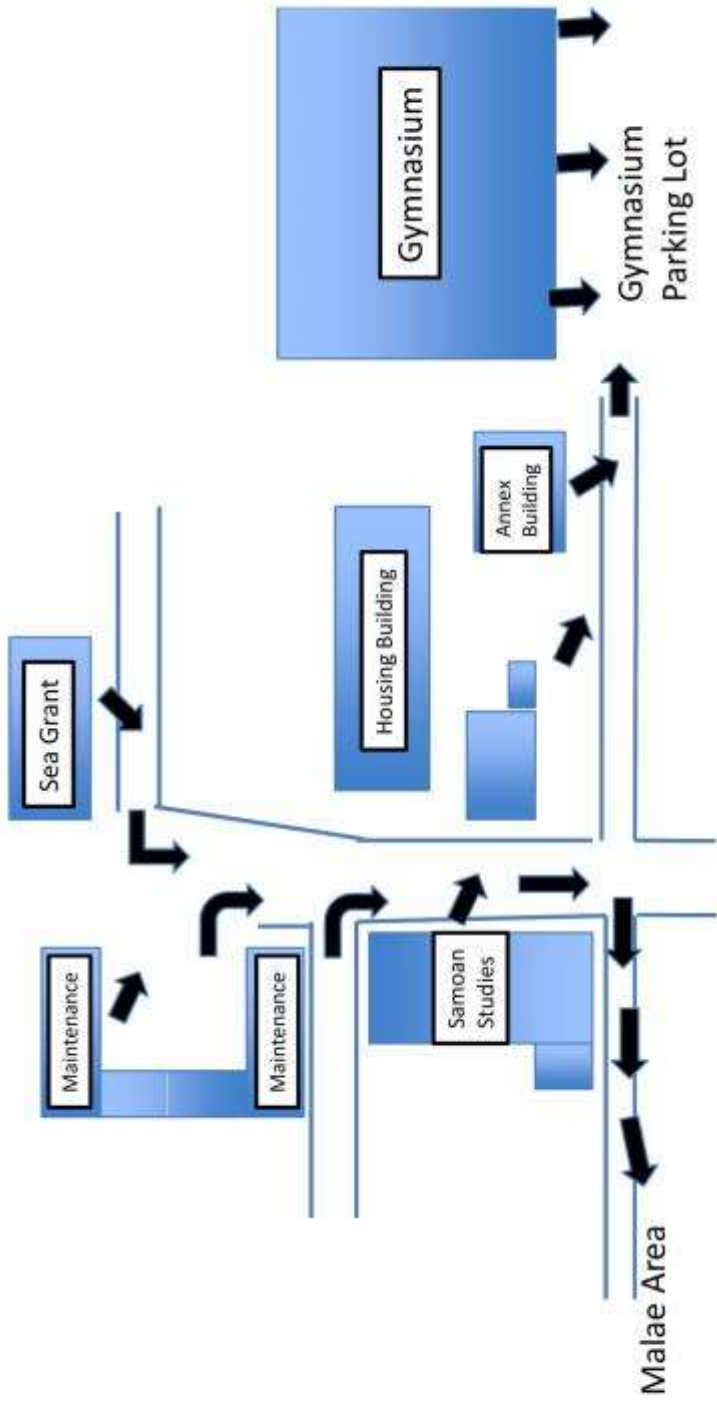 Sea Grant
Maintenance
Maintenance
Housing Building
Samoan
Studies
Annex
Building
Gymnasium
Gymnasium
Parking Lot
Malae Area